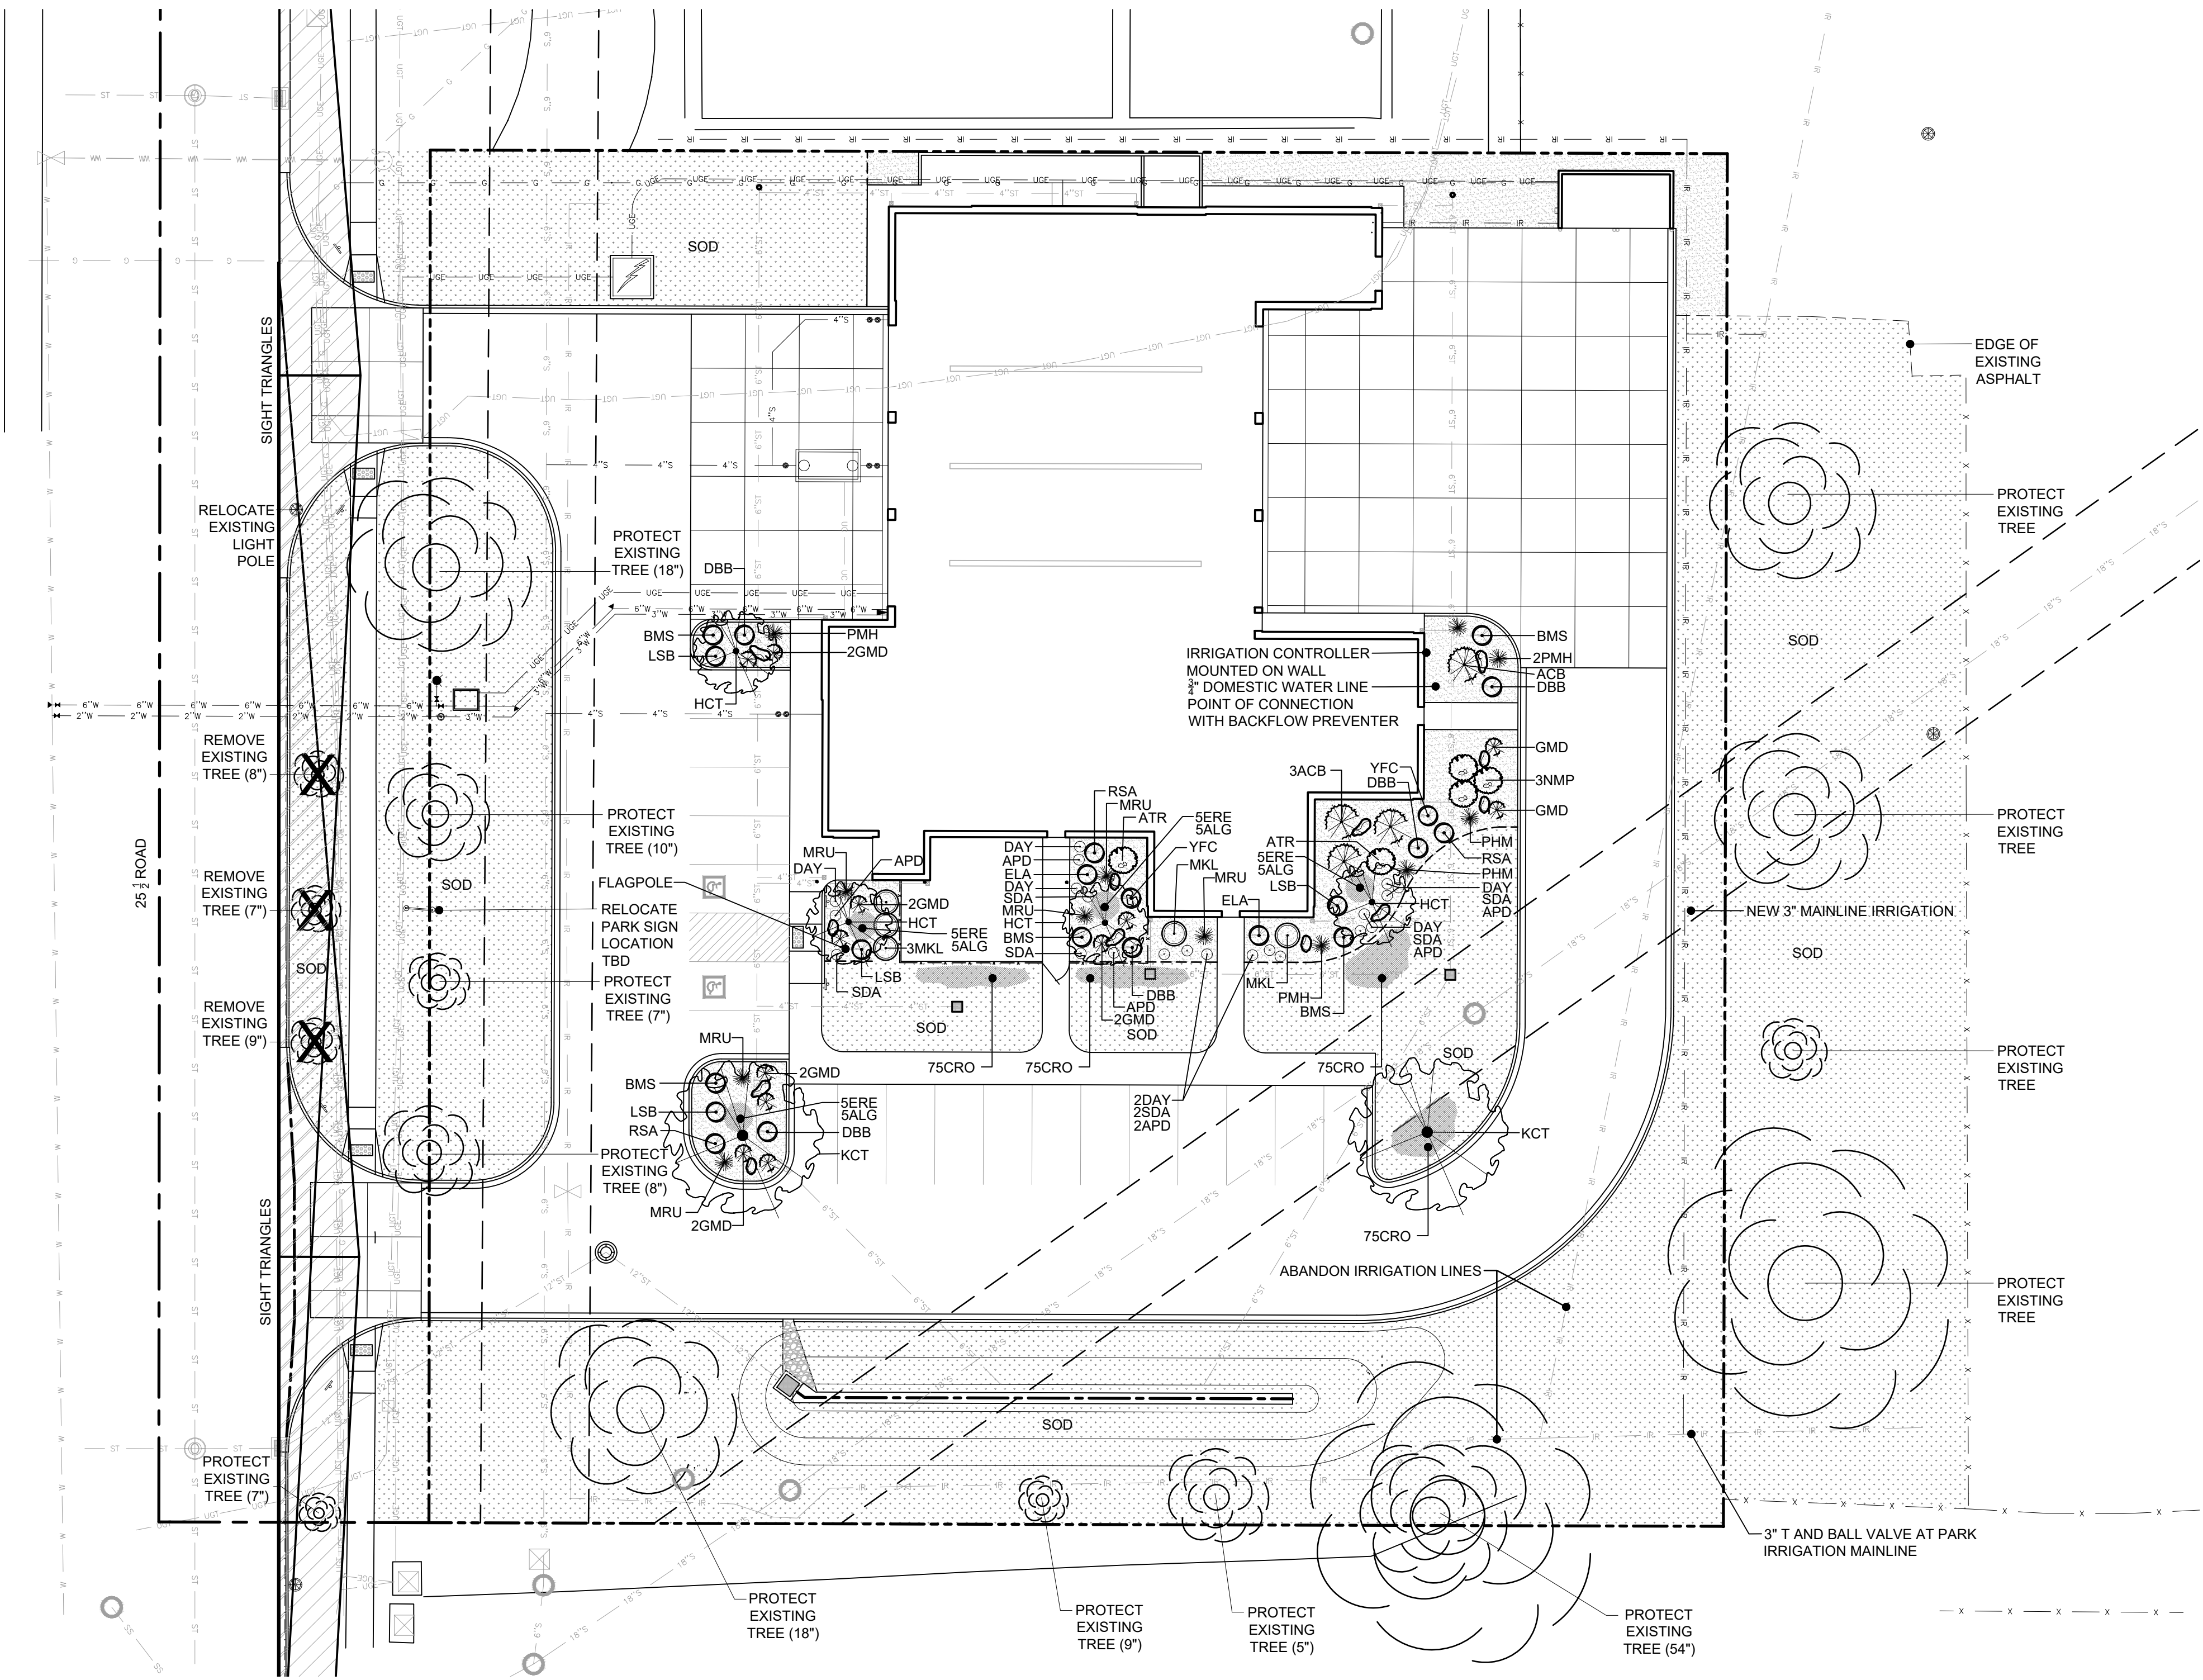 SOD
SIGHT TRIANGLES
EDGE OF
EXISTING
ASPHALT
RELOCATE
EXISTING
LIGHT
POLE
PROTECT
EXISTING
TREE (18")
PROTECT
EXISTING
TREE
DBB
BMS
LSB
PMH
2GMD
HCT
IRRIGATION CONTROLLER
MOUNTED ON WALL
3/4" DOMESTIC WATER LINE
POINT OF CONNECTION
WITH BACKFLOW PREVENTER
BMS
2PMH
ACB
DBB
SOD
REMOVE
EXISTING
TREE (8")
GMD
3NMP
GMD
3ACB
YFC
DBB
PROTECT
EXISTING
TREE (10")
PROTECT
EXISTING
TREE
25 1/2 ROAD
REMOVE
EXISTING
TREE (7")
SOD
FLAGPOLE
RELOCATE
PARK SIGN
LOCATION
TBD
MRU
DAY
APD
2GMD
HCT
5ERE
5ALG
3MKL
LSB
SDA
RSA
MRU
ATR
5ERE
5ALG
YFC
MKL
MRU
DAY
APD
ELA
DAY
SDA
MRU
HCT
BMS
SDA
DBB
APD
2GMD
SOD
ATR
5ERE
5ALG
LSB
ELA
PHM
RSA
PHM
DAY
SDA
APD
HCT
DAY
SDA
APD
MKL
PMH
BMS
NEW 3" MAINLINE IRRIGATION
SOD
SOD
REMOVE
EXISTING
TREE (9")
PROTECT
EXISTING
TREE (7")
SOD
SOD
75CRO
75CRO
75CRO
PROTECT
EXISTING
TREE
MRU
2GMD
BMS
LSB
RSA
5ERE
5ALG
DBB
KCT
MRU
2GMD
2DAY
2SDA
2APD
KCT
75CRO
PROTECT
EXISTING
TREE (8")
SIGHT TRIANGLES
ABANDON IRRIGATION LINES
PROTECT
EXISTING
TREE
SOD
PROTECT
EXISTING
TREE (7")
3" T AND BALL VALVE AT PARK
IRRIGATION MAINLINE
PROTECT
EXISTING
TREE (18")
PROTECT
EXISTING
TREE (9")
PROTECT
EXISTING
TREE (5")
PROTECT
EXISTING
TREE (54")